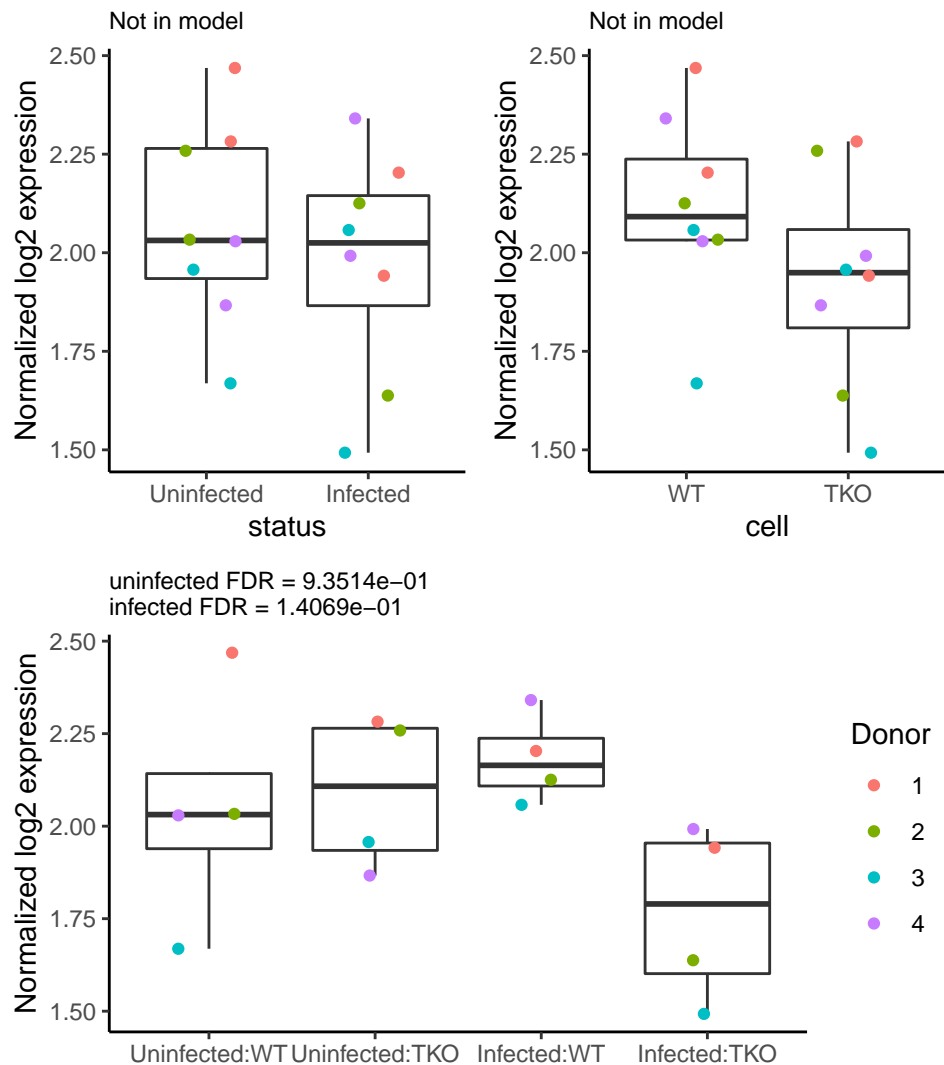 Not in model
Normalized log2 expression
2.50
2.25
2.00
1.75
1.50
Uninfected Infected
status
Not in model
Normalized log2 expression
2.50
2.25
2.00
1.75
1.50
WT TKO
cell
uninfected FDR = 9.3514e−01
infected FDR = 1.4069e−01
Normalized log2 expression
2.50
2.25
2.00
1.75
1.50
Uninfected:WT Uninfected:TKO Infected:WT Infected:TKO
Donor
1
2
3
4